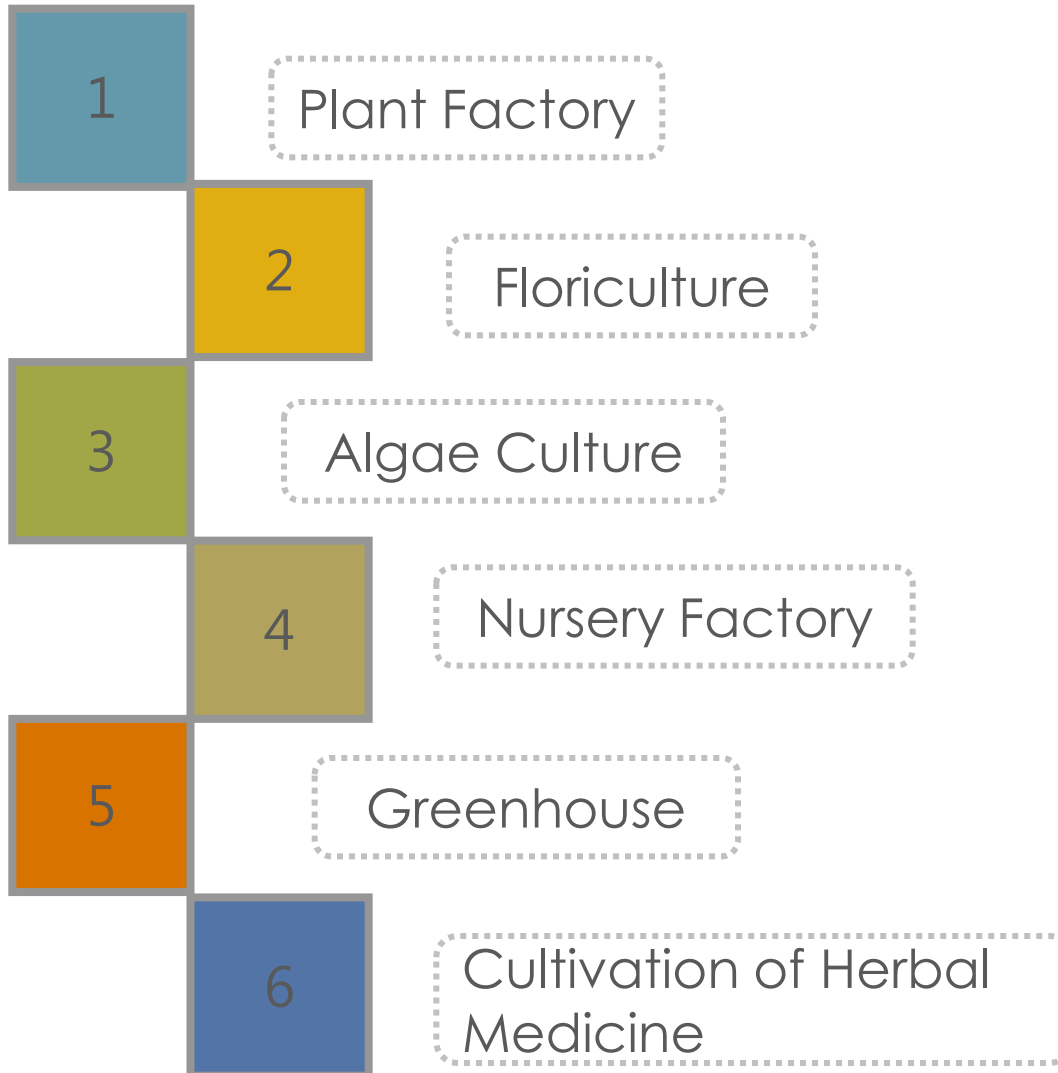 1
Plant Factory
2
Floriculture
3
Algae Culture
4
Nursery Factory
5
Greenhouse
6
Cultivation of Herbal
Medicine